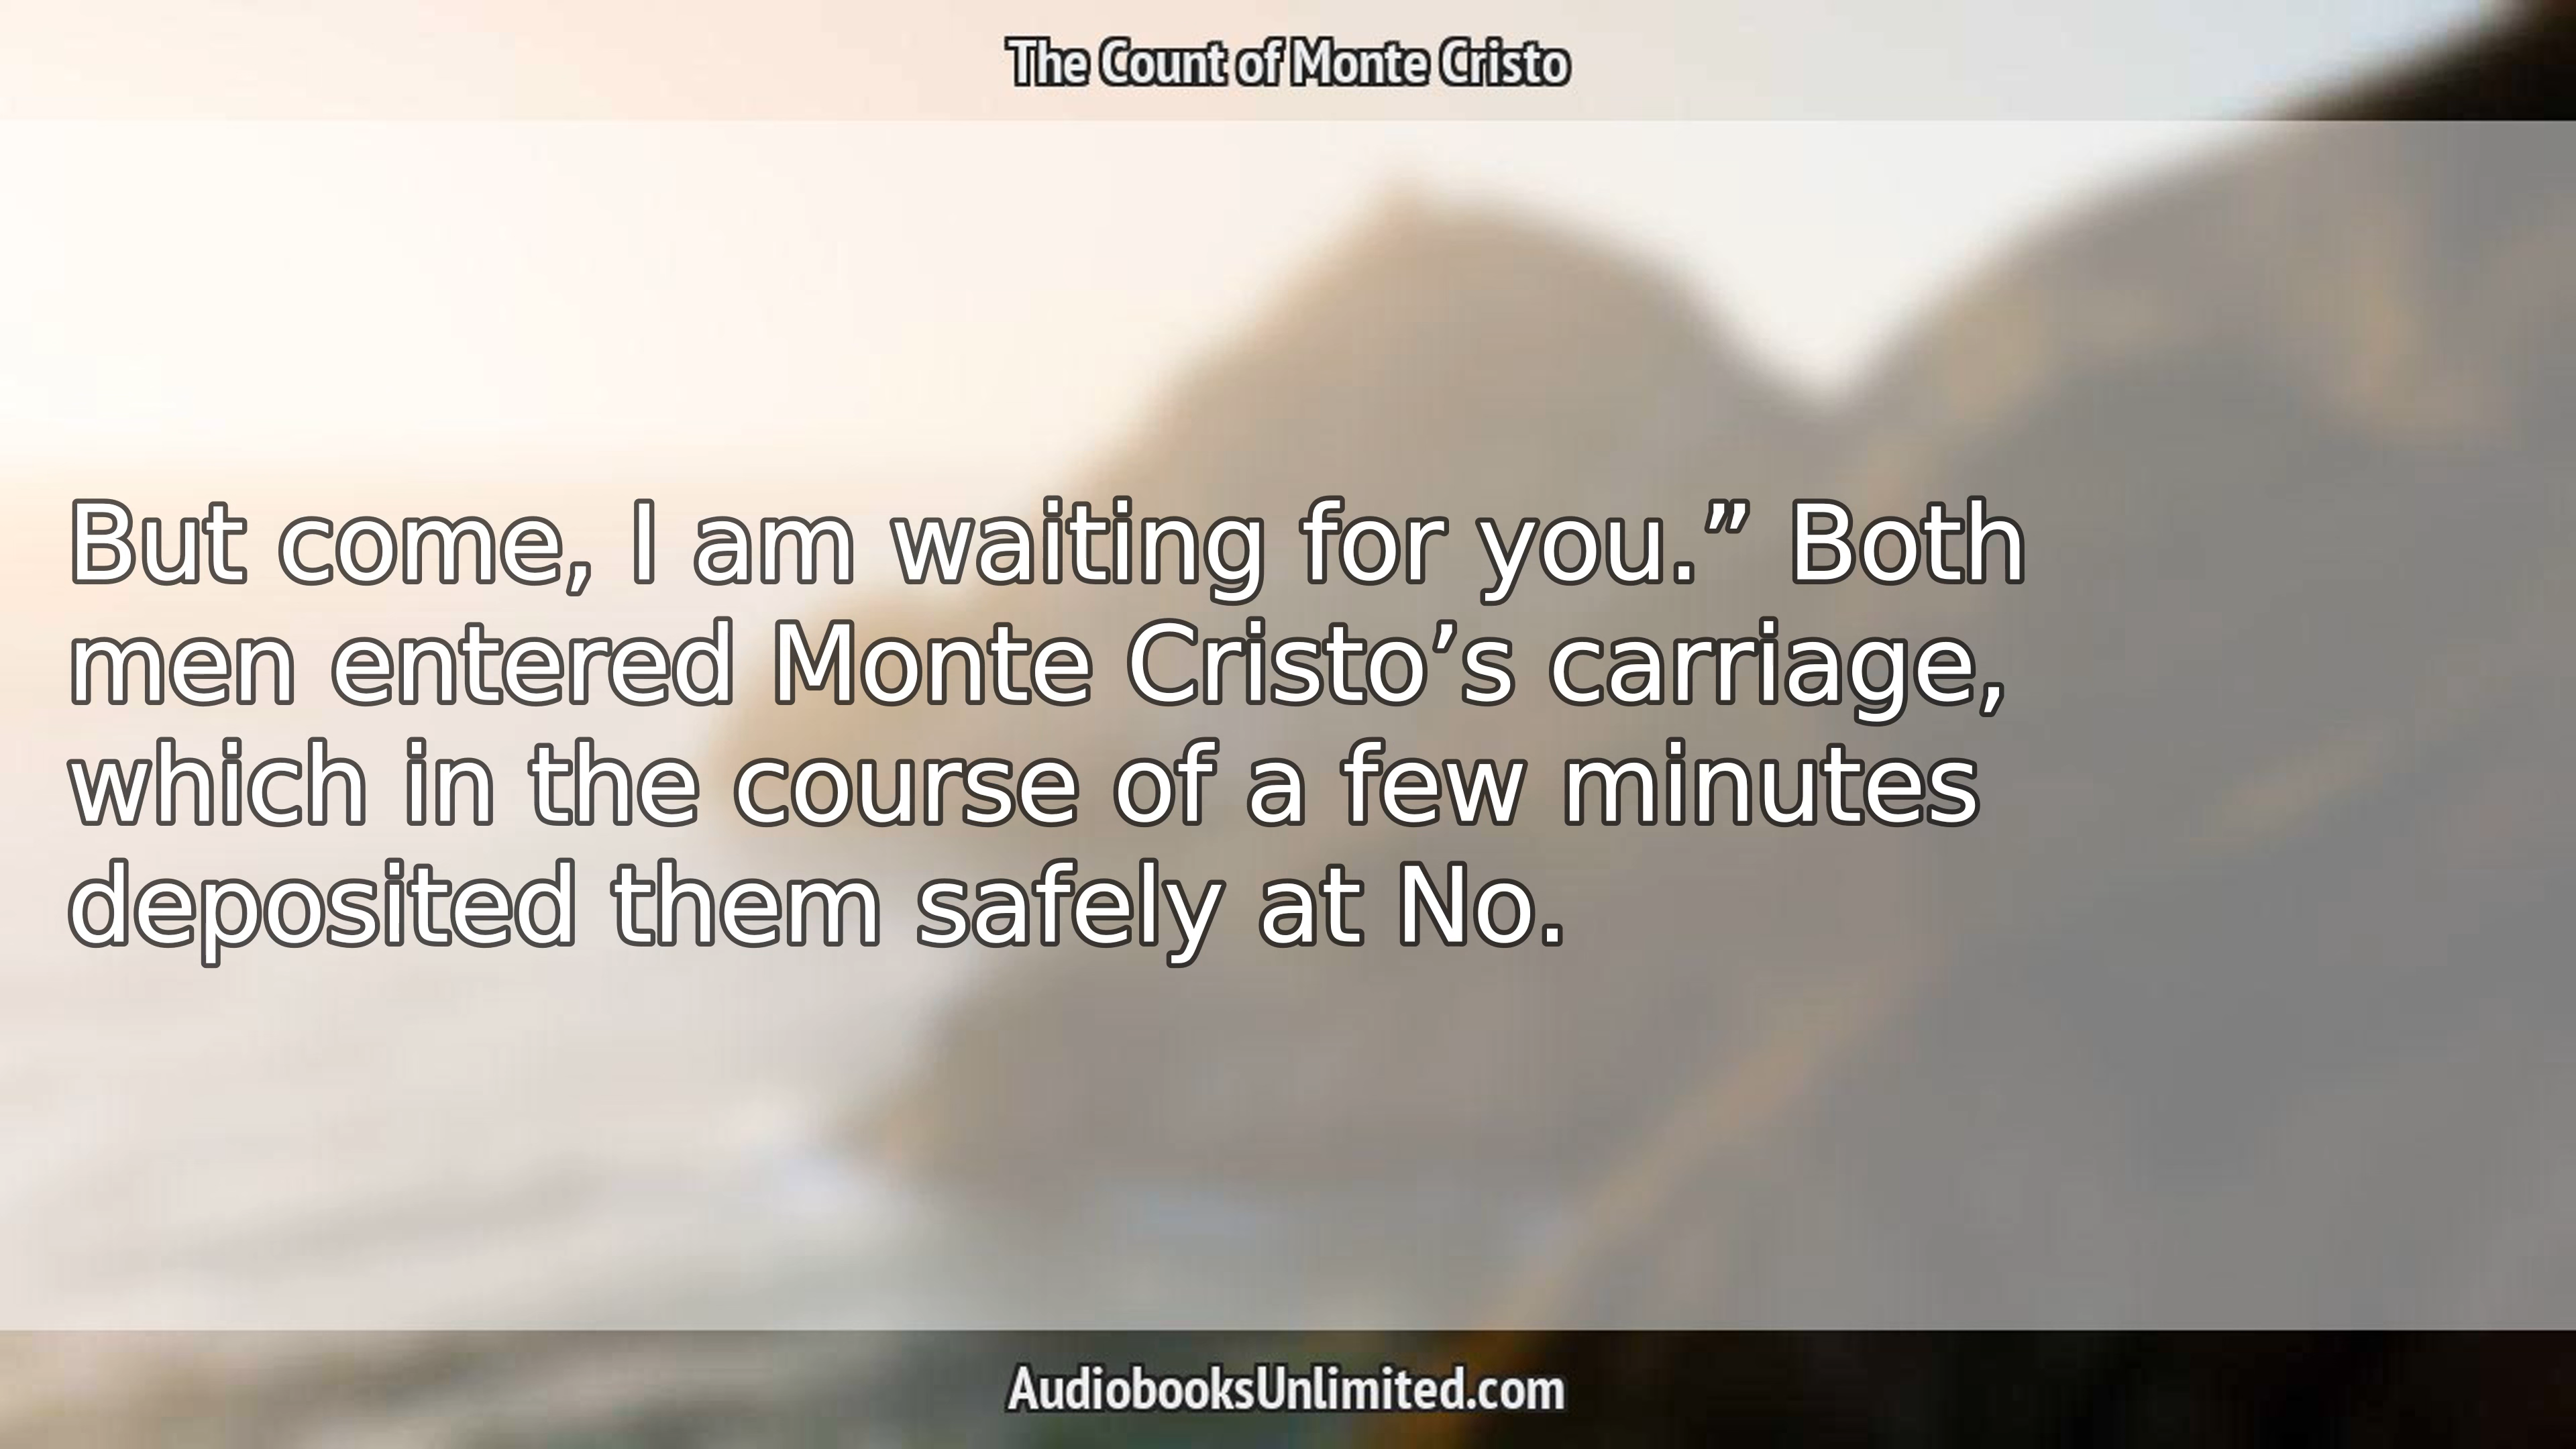 The Count of Monte Cristo
But come, I am waiting for you.” Both
men entered Monte Cristo’s carriage,
which in the course of a few minutes
deposited them safely at No.
AudiobooksUnlimited.com